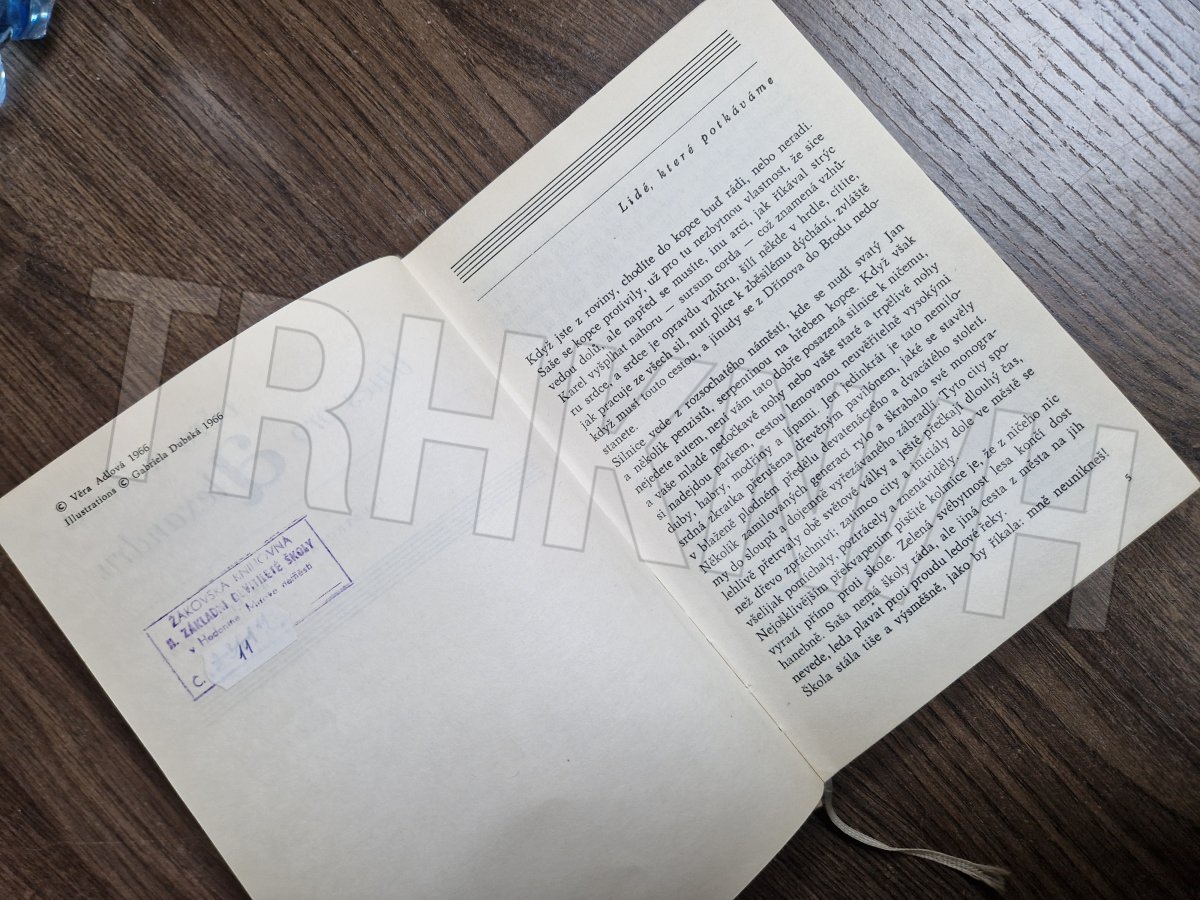 © Věra Adlová 1966
Illustrations © Gabriela Dubská 1966
ŽÁKOVSKÁ KNIHOVNA
II. ZÁKLADNÍ DEVÍTILETÉ ŠKOLY
v Hodoníně
Č.
11
TRHKNIH
Lidé, které potkáváme
Když jste z roviny, chodíte do kopce buď rádi, nebo neradi.
Saše se kopce protivily, už pro tu nezbytnou vlastnost, že sice
vedou dolů, ale napřed se musíte, inu arci, jak říkával strýc
Karel vyšplhat nahoru — sursum corda — což znamená vzhů-
ru srdce, a srdce je opravdu vzhůru, šílí někde v hrdle, cítíte,
jak pracuje ze všech sil, nutí plíce k zběsilému dýchání, zvláště
když musí touto cestou, a jinudy se z Dřínova do Brodu nedo-
stanete.
Silnice vede z rozsochatého náměstí, kde se nudí svatý Jan
a několik penzistů, serpentinou na hřeben kopce. Když však
nejedete autem, není vám tato dobře posazená silnice k ničemu,
a vaše mladé nedočkavé nohy nebo vaše staré a trpělivé nohy
si nadejdou parkem, cestou lemovanou neuvěřitelně vysokými
duby, habry, modříny a lípami. Jen jedinkrát je tato nemilo-
srdná zkratka přerušena dřevěným pavilónem, jaké se stavěly
v blaženě plodném předělu devatenáctého a dvacátého století.
Několik zamilovaných generací rylo a škrabalo své monogra-
my do sloupů a dojemně vyřezávaného zábradlí. Tyto city spo-
lehlivě přetrvaly obě světové války a ještě přečkají dlouhý čas,
než dřevo zpráchniví, zatímco city a iniciály dole ve městě se
všelijak pomíchaly, poztrácely a znenáviděly.
Nejošklivějším překvapením písčité kolmice je, že z ničeho nic
vyrazí přímo proti škole. Zelená svébytnost lesa končí dost
hanebně. Saša nemá školy ráda, ale jiná cesta z města na jih
nevede, leda plavat proti proudu ledové řeky.
Škola stála tiše a výsměšně, jako by říkala: mně neunikneš!
5